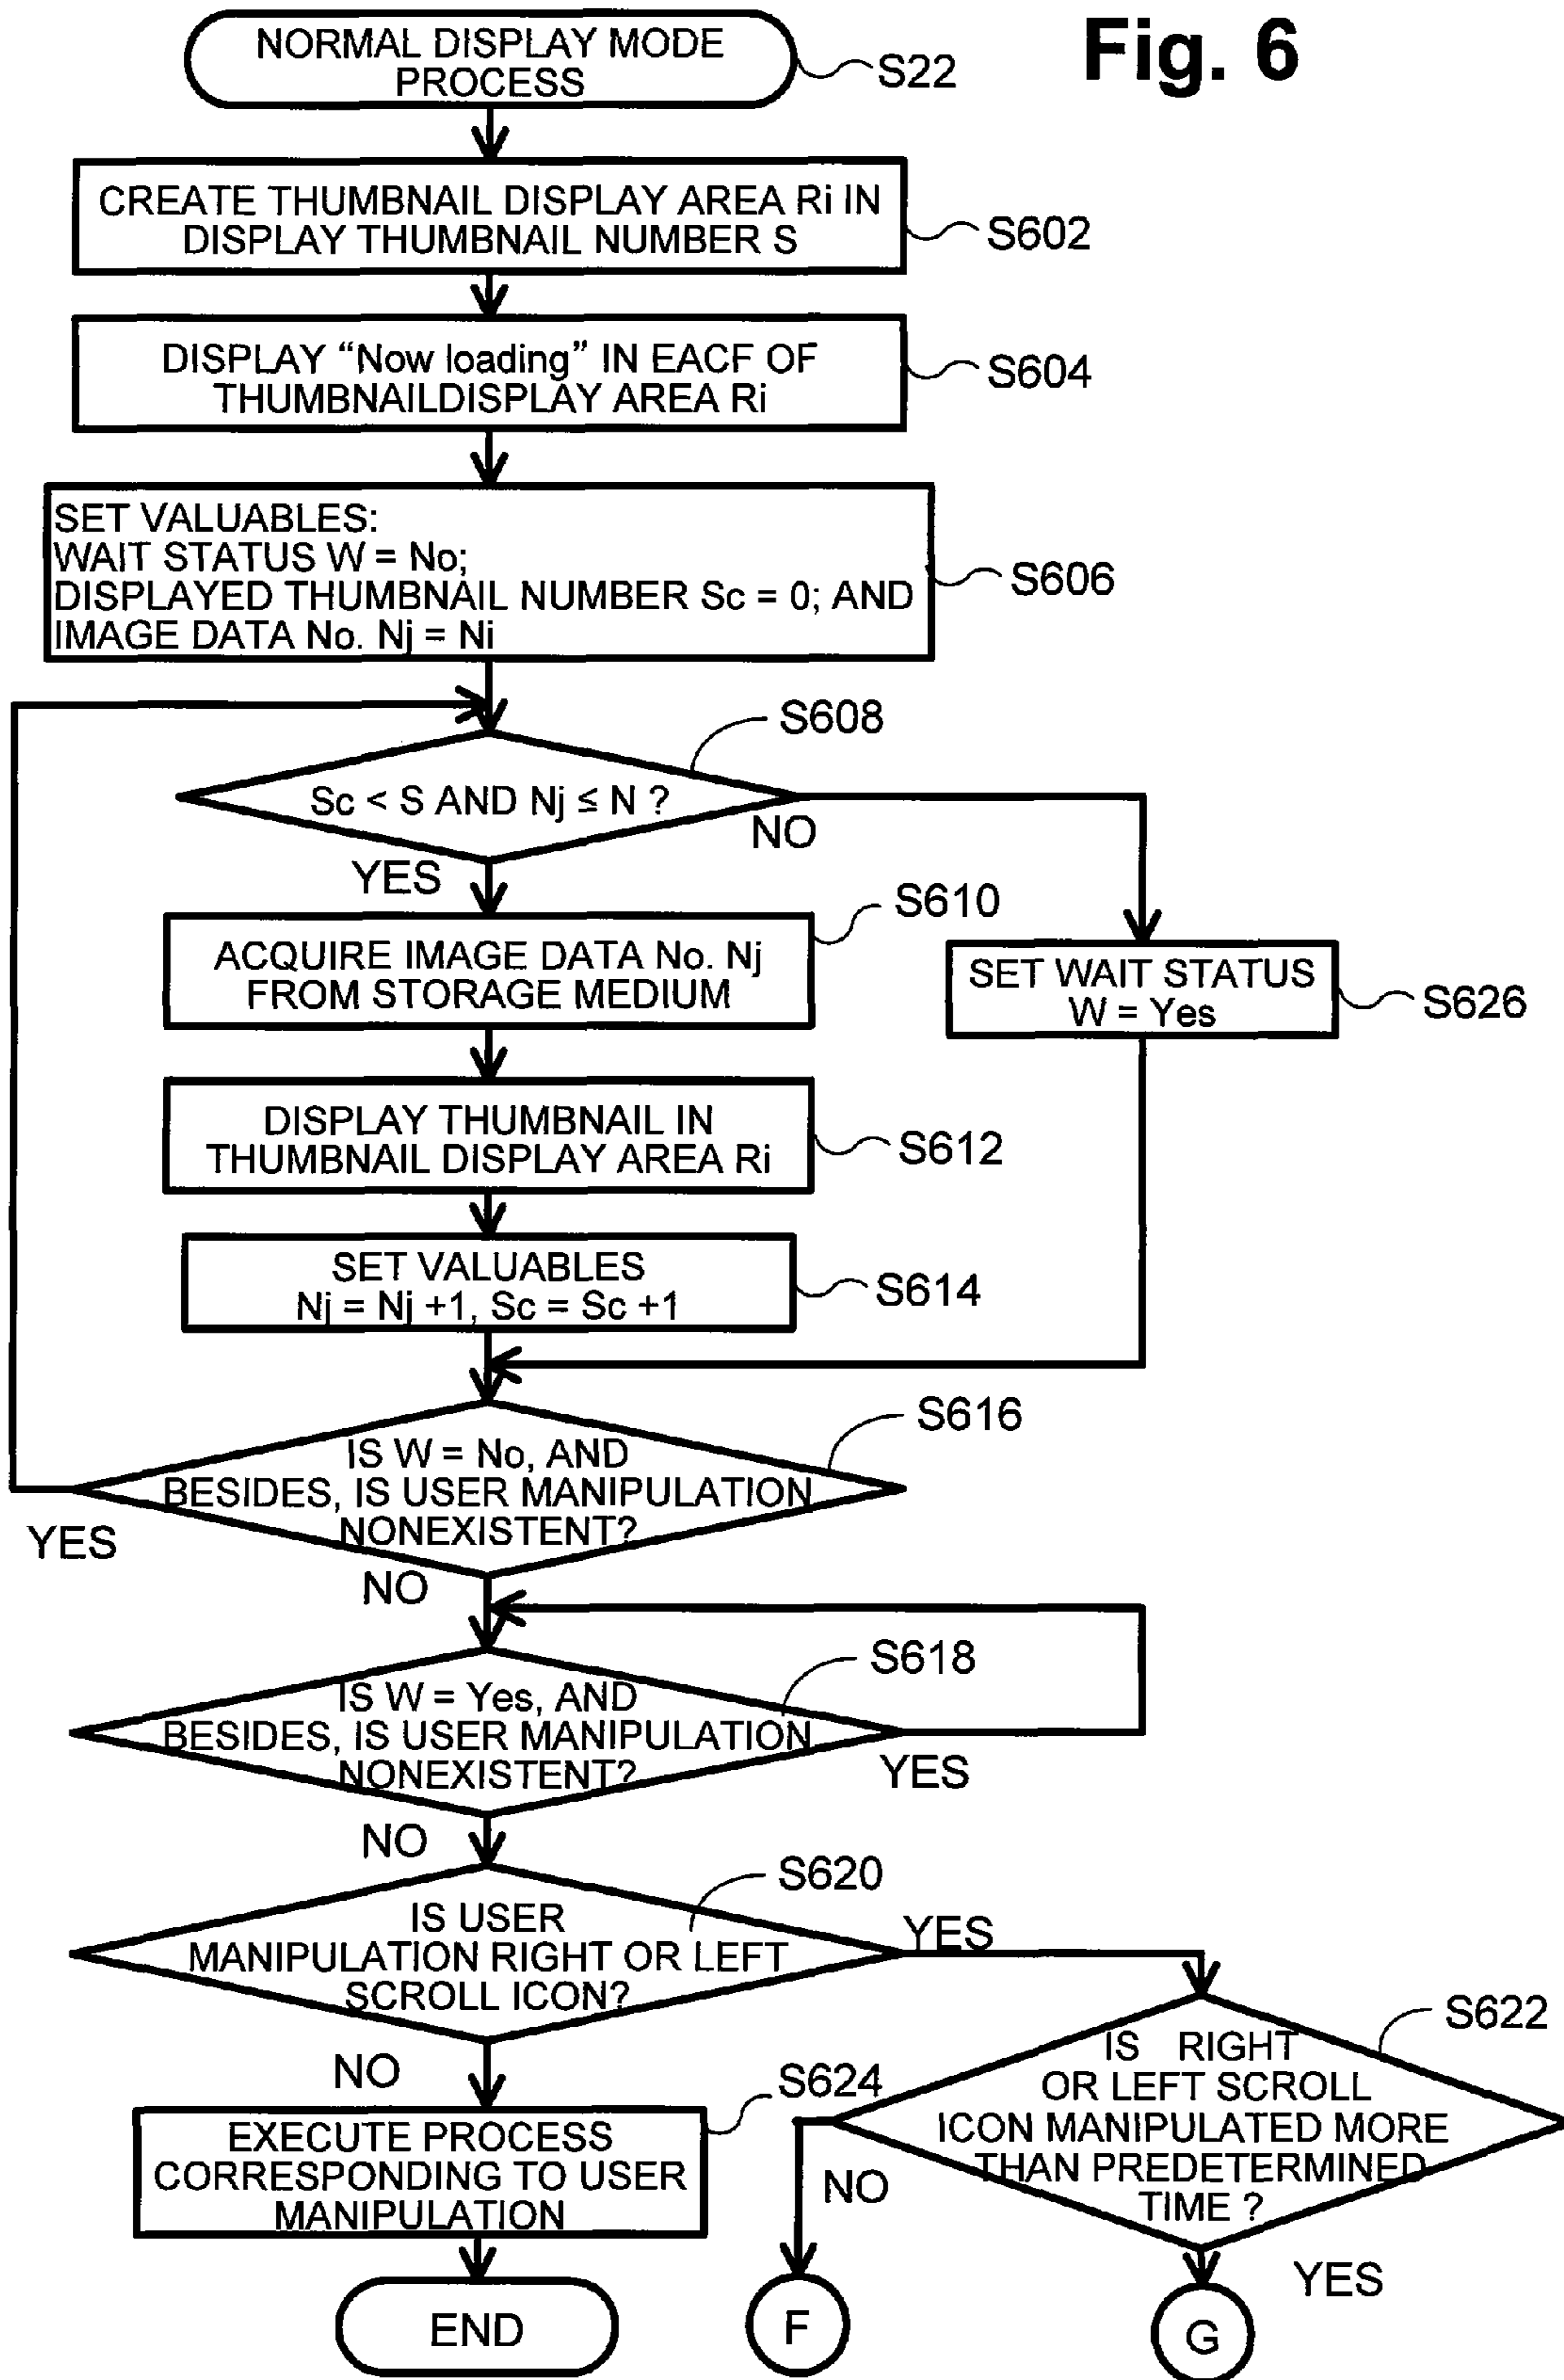 Fig. 6
NORMAL DISPLAY MODE
PROCESS
S22
CREATE THUMBNAIL DISPLAY AREA Ri IN
DISPLAY THUMBNAIL NUMBER S
S602
DISPLAY “Now loading” IN EACF OF
THUMBNAILDISPLAY AREA Ri
S604
SET VALUABLES:
WAIT STATUS W = No;
DISPLAYED THUMBNAIL NUMBER Sc = 0; AND
IMAGE DATA No. Nj = Ni
S606
S608
Sc < S AND Nj ≤ N ?
NO
YES
S610
ACQUIRE IMAGE DATA No. Nj
FROM STORAGE MEDIUM
SET WAIT STATUS
W = Yes
S626
DISPLAY THUMBNAIL IN
THUMBNAIL DISPLAY AREA Ri
S612
SET VALUABLES
Nj = Nj +1, Sc = Sc +1
S614
S616
IS W = No, AND
BESIDES, IS USER MANIPULATION
NONEXISTENT?
YES
NO
S618
IS W = Yes, AND
BESIDES, IS USER MANIPULATION
NONEXISTENT?
YES
NO
S620
IS USER
MANIPULATION RIGHT OR LEFT
SCROLL ICON?
YES
NO
S622
IS RIGHT
OR LEFT SCROLL
ICON MANIPULATED MORE
THAN PREDETERMINED
TIME ?
S624
EXECUTE PROCESS
CORRESPONDING TO USER
MANIPULATION
NO
YES
END
F
G